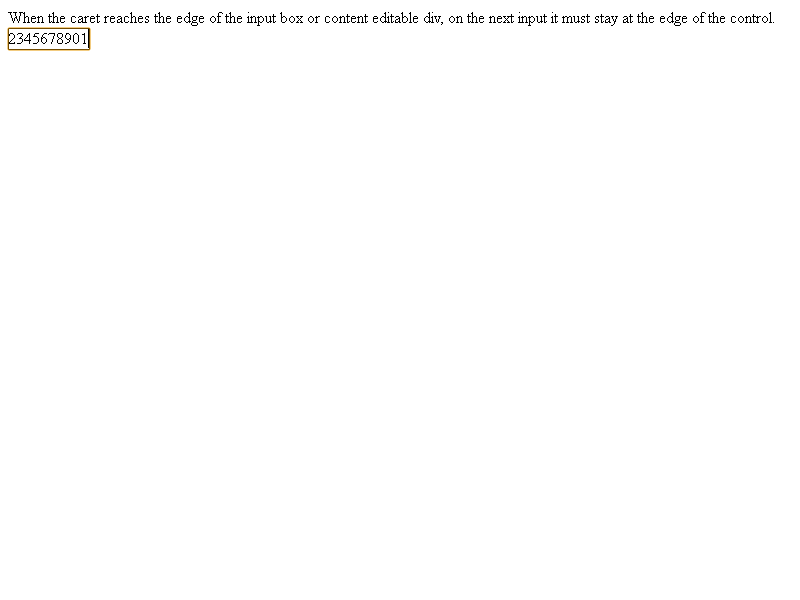 When the caret reaches the edge of the input box or content editable div, on the next input it must stay at the edge of the control.
2345678901